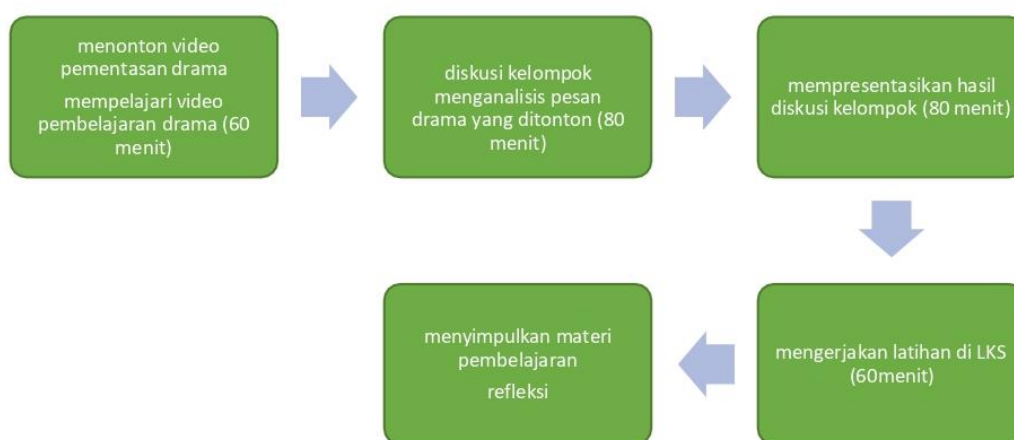 menonton video
pementasan drama
mempelajari video
pembelajaran drama (60
menit)
diskusi kelompok
menganalisis pesan
drama yang ditonton (80
menit)
mempresentasikan hasil
diskusi kelompok (80 menit)
mengerjakan latihan di LKS
(60menit)
menyimpulkan materi
pembelajaran
refleksi